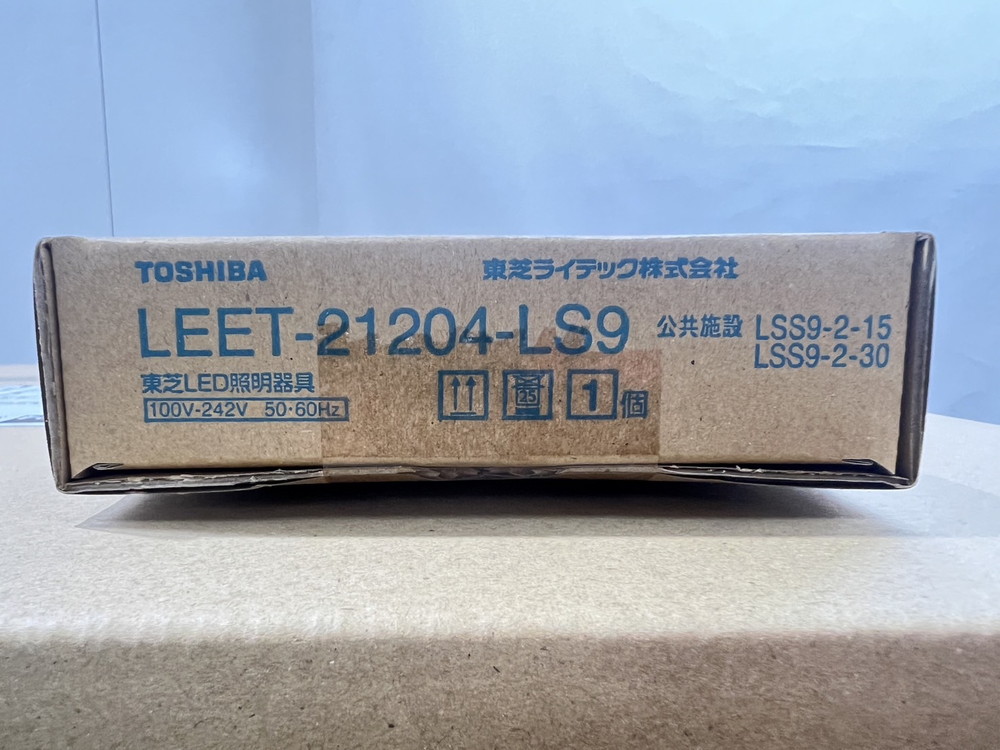 TOSHIBA 東芝ライテック株式会社
LEET-21204-LS9 公共施設 LSS9-2-15
LSS9-2-30
東芝LED照明器具
100V-242V 50・60Hz
25 1個